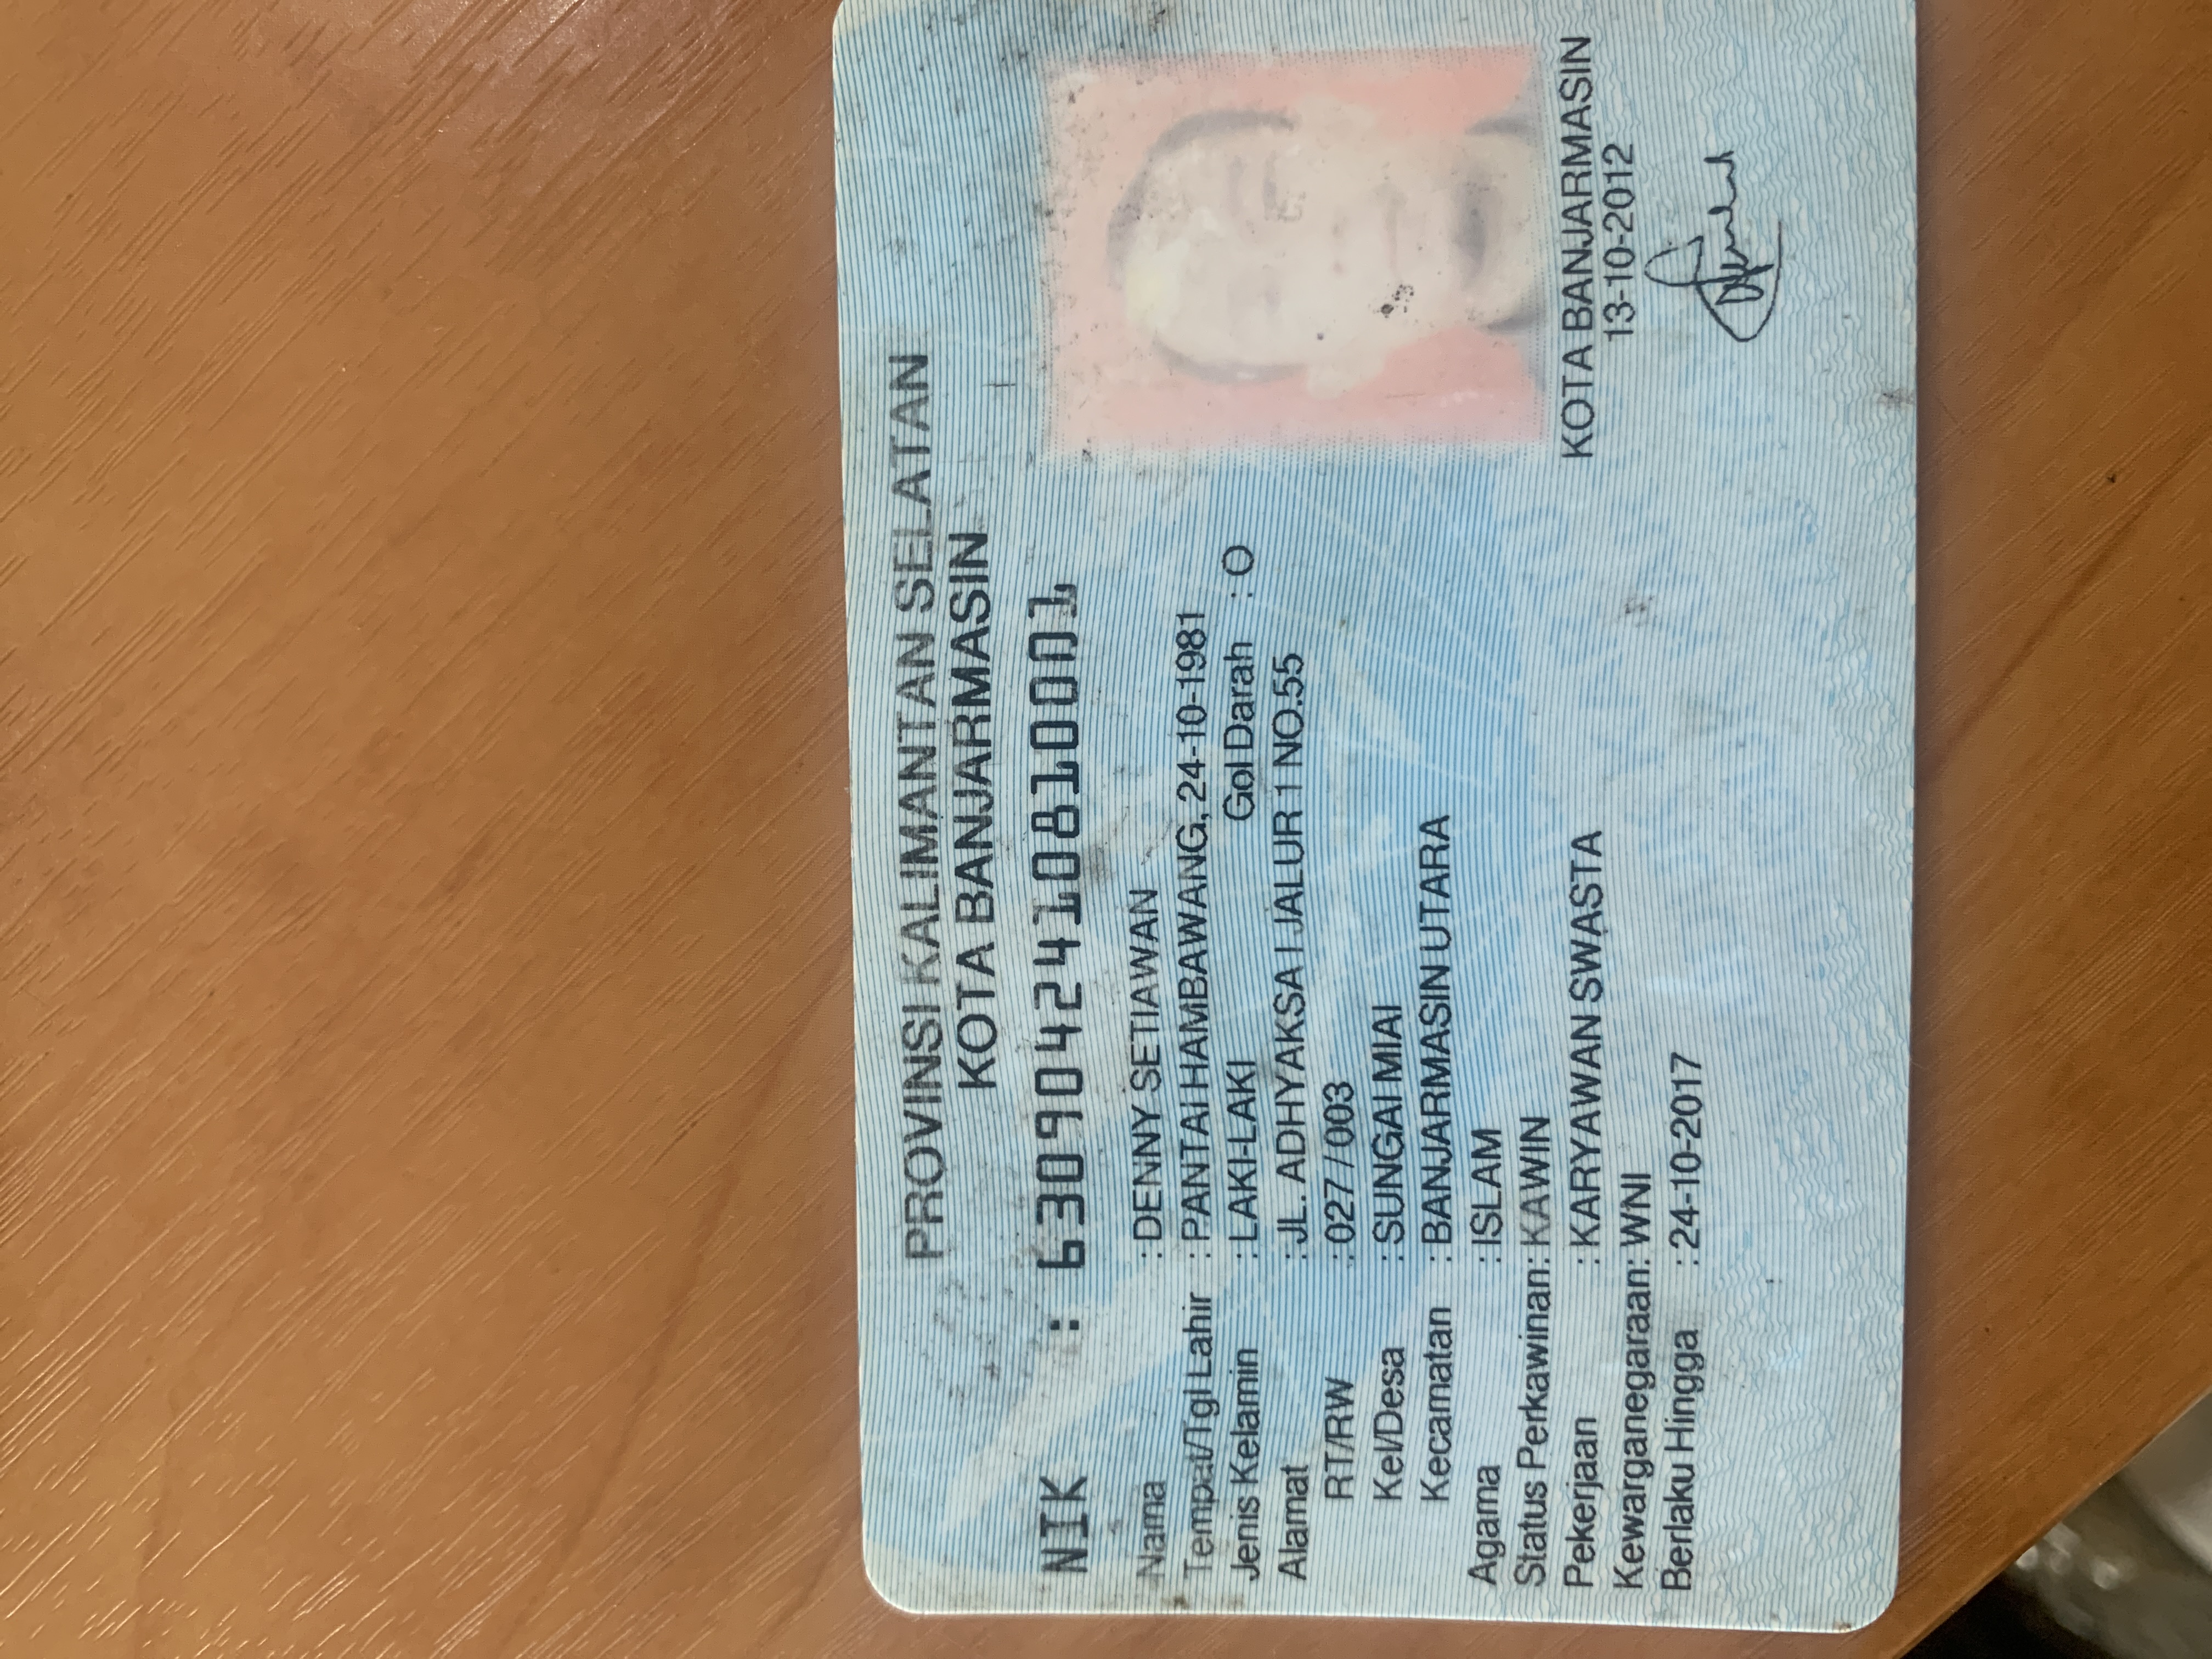 PROVINSI KALIMANTAN SELATAN
KOTA BANJARMASIN
NIK : 6309042410810001
Nama : DENNY SETIAWAN
Tempat/Tgl Lahir : PANTAI HAMBAWANG, 24-10-1981
Jenis Kelamin : LAKI-LAKI Gol Darah : O
Alamat : JL. ADHYAKSA I JALUR 1 NO.55
RT/RW : 027 / 003
Kel/Desa : SUNGAI MIAI
Kecamatan : BANJARMASIN UTARA
Agama : ISLAM
Status Perkawinan: KAWIN
Pekerjaan : KARYAWAN SWASTA
Kewarganegaraan: WNI
Berlaku Hingga : 24-10-2017
KOTA BANJARMASIN
13-10-2012